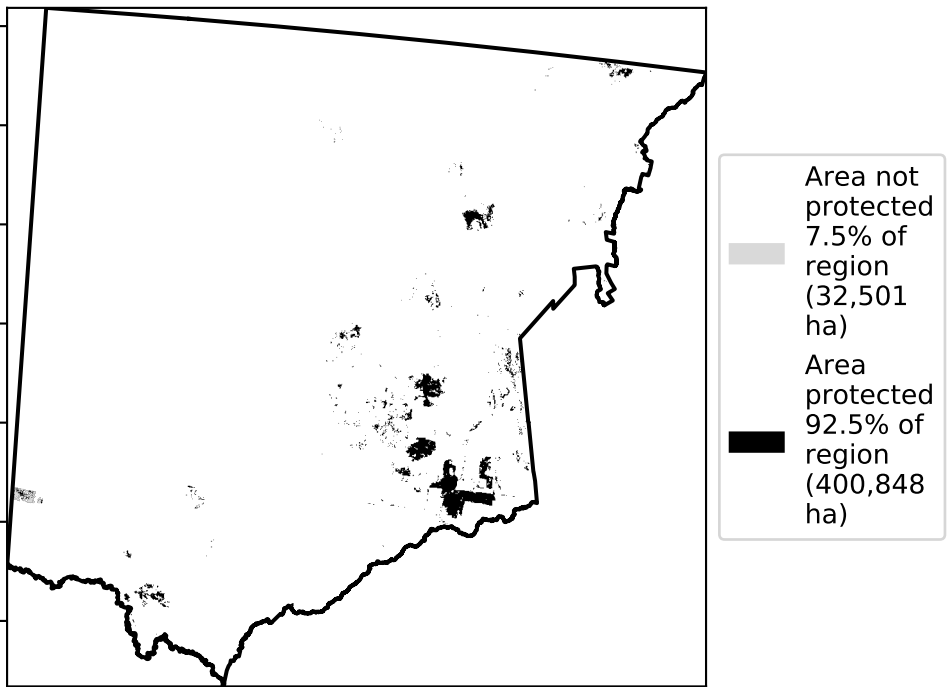 Area not
protected
7.5% of
region
(32,501
ha)
Area
protected
92.5% of
region
(400,848
ha)